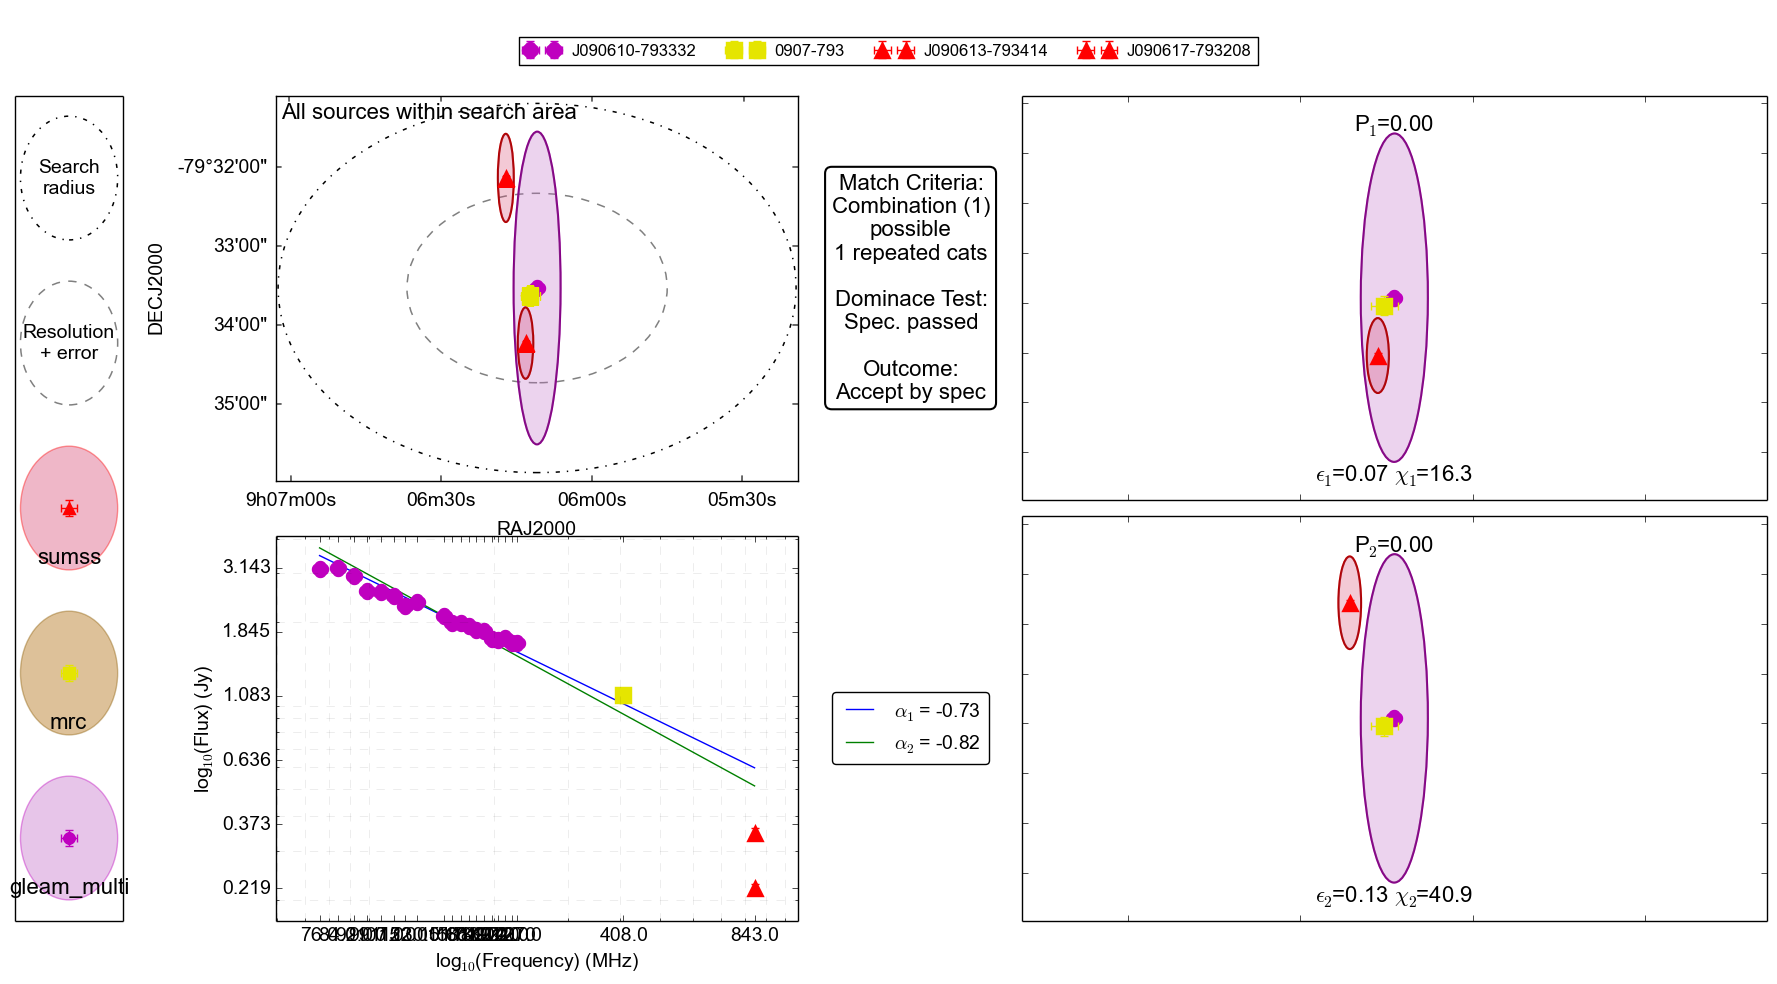 J090610-793332 0907-793 J090613-793414 J090617-793208
All sources within search area
Search
radius
Resolution
+ error
sumss
mrc
gleam_multi
DECJ2000
-79°32'00"
33'00"
34'00"
35'00"
9h07m00s 06m30s 06m00s 05m30s
RAJ2000
Match Criteria:
Combination (1)
possible
1 repeated cats
Dominace Test:
Spec. passed
Outcome:
Accept by spec
P1=0.00
ϵ1=0.07 χ1=16.3
log10(Flux) (Jy)
3.143
1.845
1.083
0.636
0.373
0.219
408.0 843.0
log10(Frequency) (MHz)
α1 = -0.73
α2 = -0.82
P2=0.00
ϵ2=0.13 χ2=40.9